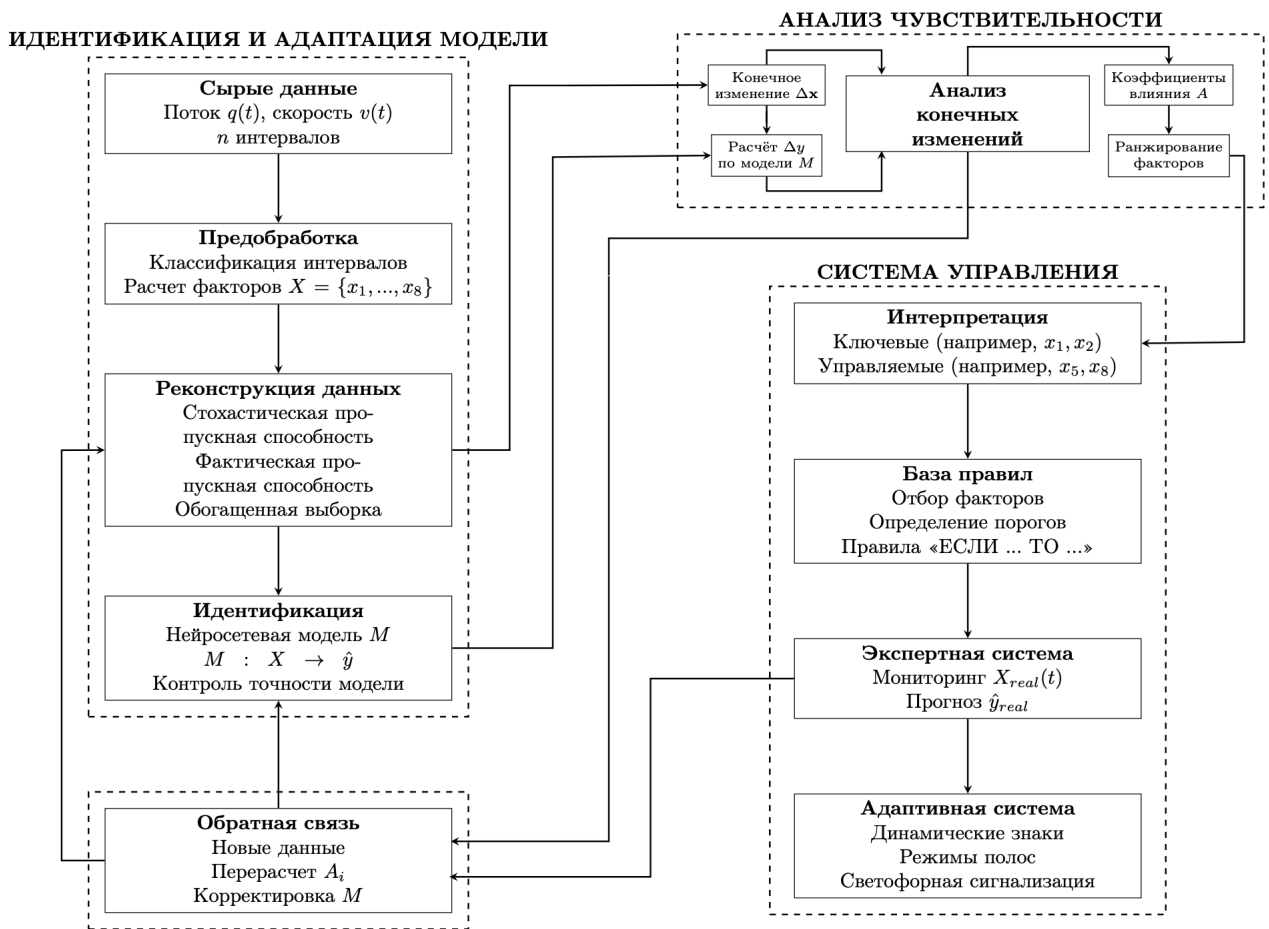 ИДЕНТИФИКАЦИЯ И АДАПТАЦИЯ МОДЕЛИ
Сырые данные
Поток q(t), скорость v(t)
n интервалов
Предобработка
Классификация интервалов
Расчет факторов X = {x₁, ..., x₈}
Реконструкция данных
Стохастическая про-
пускная способность
Фактическая про-
пускная способность
Обогащенная выборка
Идентификация
Нейросетевая модель M
M : X → ŷ
Контроль точности модели
Обратная связь
Новые данные
Перерасчет Aᵢ
Корректировка M
АНАЛИЗ ЧУВСТВИТЕЛЬНОСТИ
Конечное
изменение Δx
Расчёт Δy
по модели M
Анализ
конечных
изменений
Коэффициенты
влияния A
Ранжирование
факторов
СИСТЕМА УПРАВЛЕНИЯ
Интерпретация
Ключевые (например, x₁, x₂)
Управляемые (например, x₅, x₈)
База правил
Отбор факторов
Определение порогов
Правила «ЕСЛИ ... ТО ...»
Экспертная система
Мониторинг X_real(t)
Прогноз ŷ_real
Адаптивная система
Динамические знаки
Режимы полос
Светофорная сигнализация